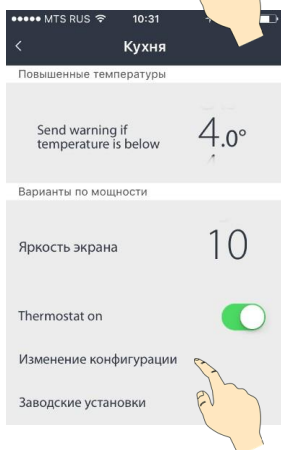 MTS RUS 10:31
Кухня
Повышенные температуры
Send warning if
temperature is below
4.0°
Варианты по мощности
Яркость экрана 10
Thermostat on
Изменение конфигурации
Заводские установки